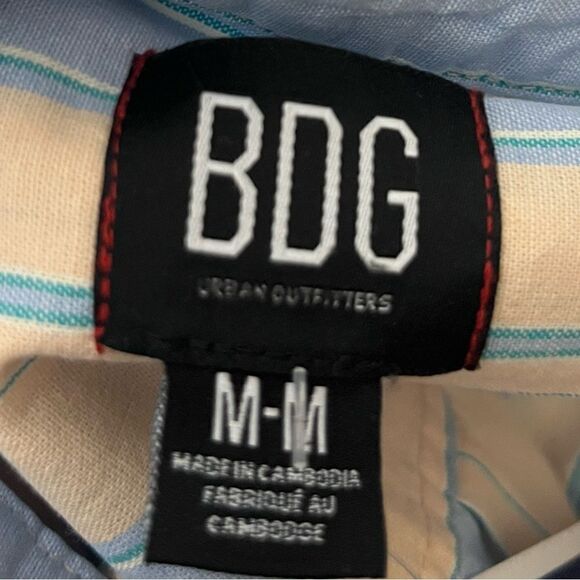 BDG
URBAN OUTFITTERS
M-M
MADE IN CAMBODIA
FABRIQUÉ AU
CAMBODGE